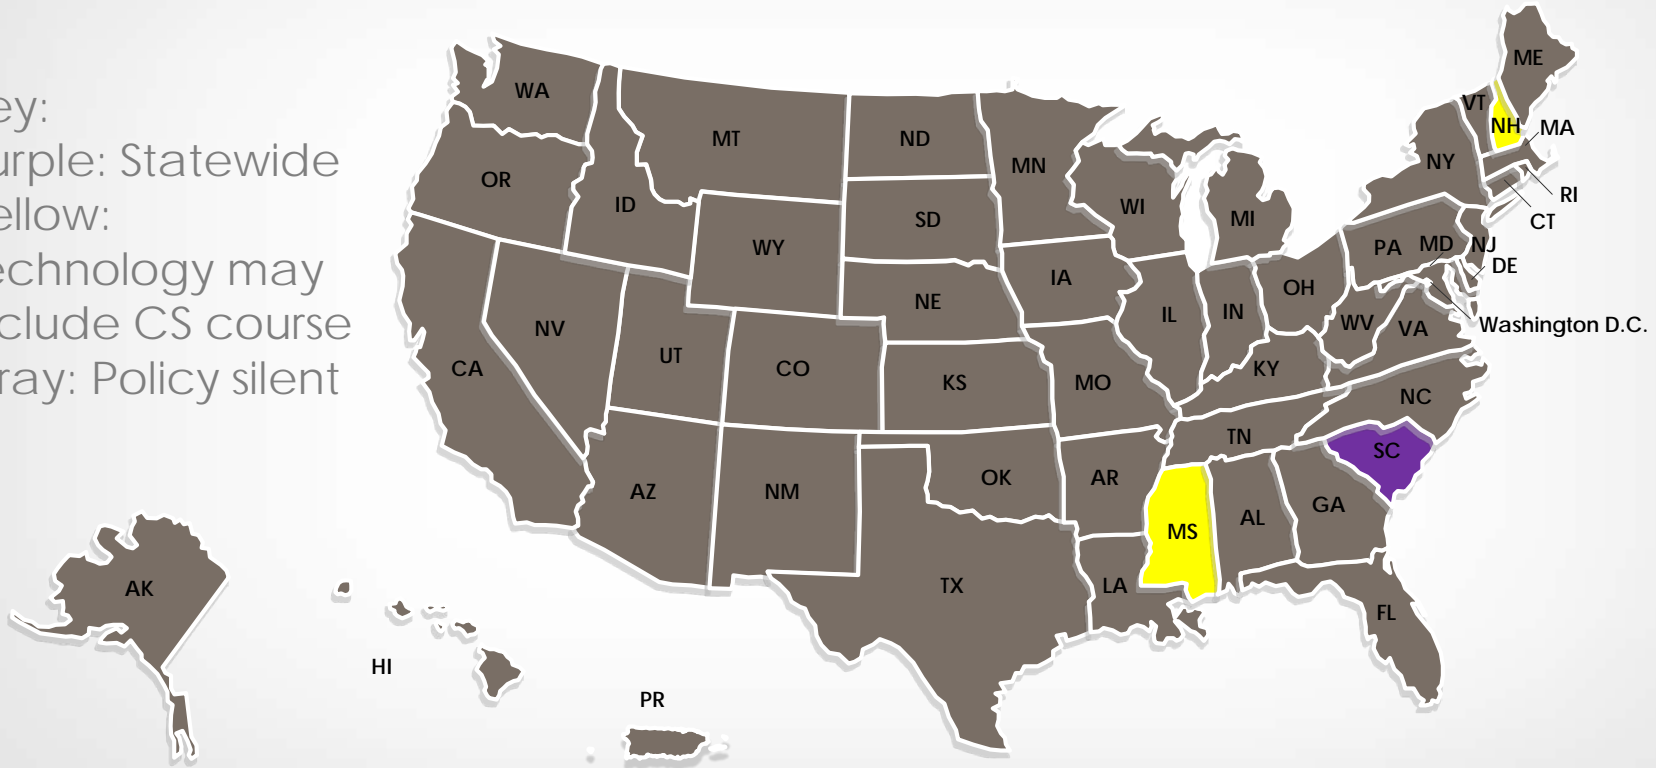 ey:
urple: Statewide
ellow:
echnology may
clude CS course
ray: Policy silent
WA
MT
ND
MN
OR
ID
WY
SD
WI
MI
NY
VT
NH
ME
MA
RI
CT
NJ
DE
PA
MD
Washington D.C.
IA
NE
IL
IN
OH
WV
VA
KY
NV
UT
CO
KS
MO
CA
NC
TN
SC
AZ
NM
OK
AR
MS
AL
GA
TX
LA
FL
AK
HI
PR